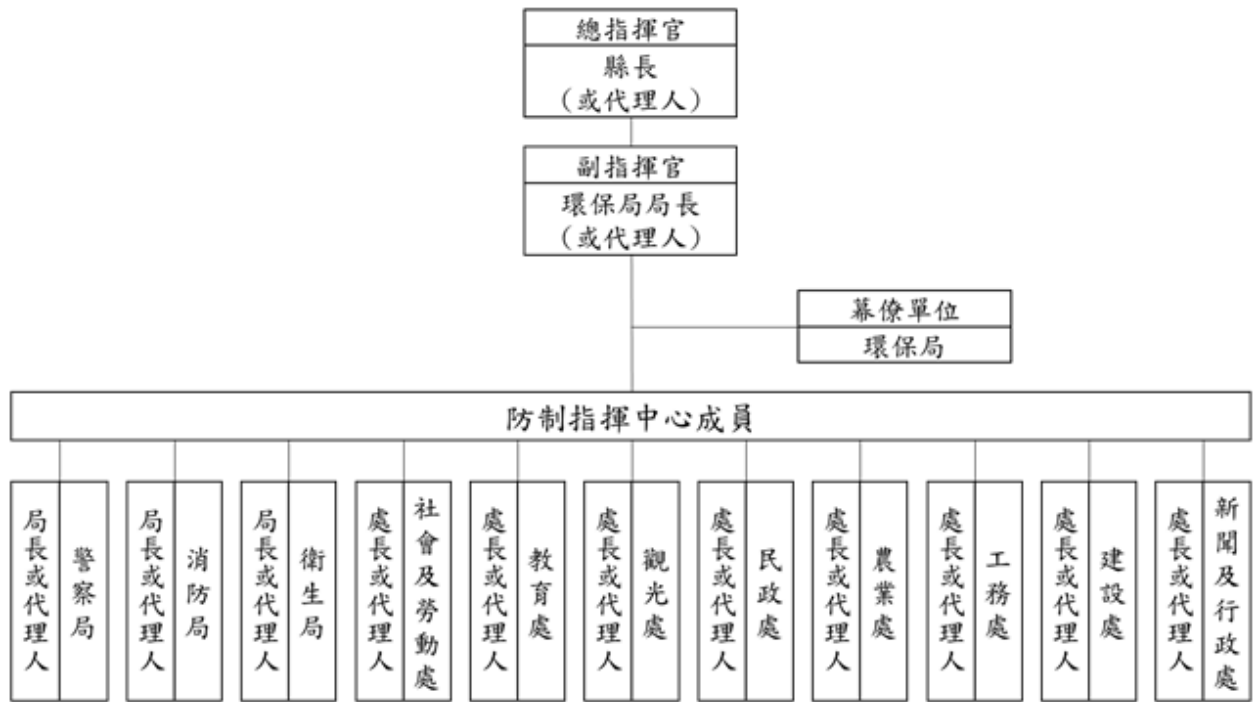 總指揮官
縣長
（或代理人）
副指揮官
環保局局長
（或代理人）
幕僚單位
環保局
防制指揮中心成員
局長或代理人
警察局
局長或代理人
消防局
局長或代理人
衛生局
處長或代理人
社會及勞動處
處長或代理人
教育處
處長或代理人
觀光處
處長或代理人
民政處
處長或代理人
農業處
處長或代理人
工務處
處長或代理人
建設處
處長或代理人
新聞及行政處